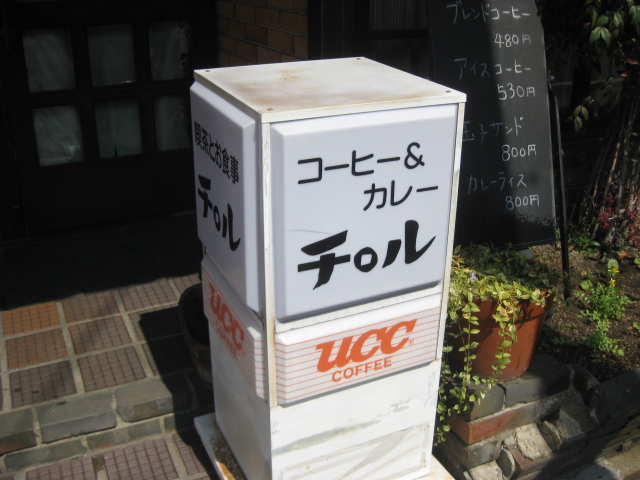 喫茶とお食事
チロル
ucc
COFFEE
コーヒー&
カレー
チロル
ucc
COFFEE
ブレンドコーヒー
480円
アイスコーヒー
530円
玉子サンド
800円
カレーライス
800円